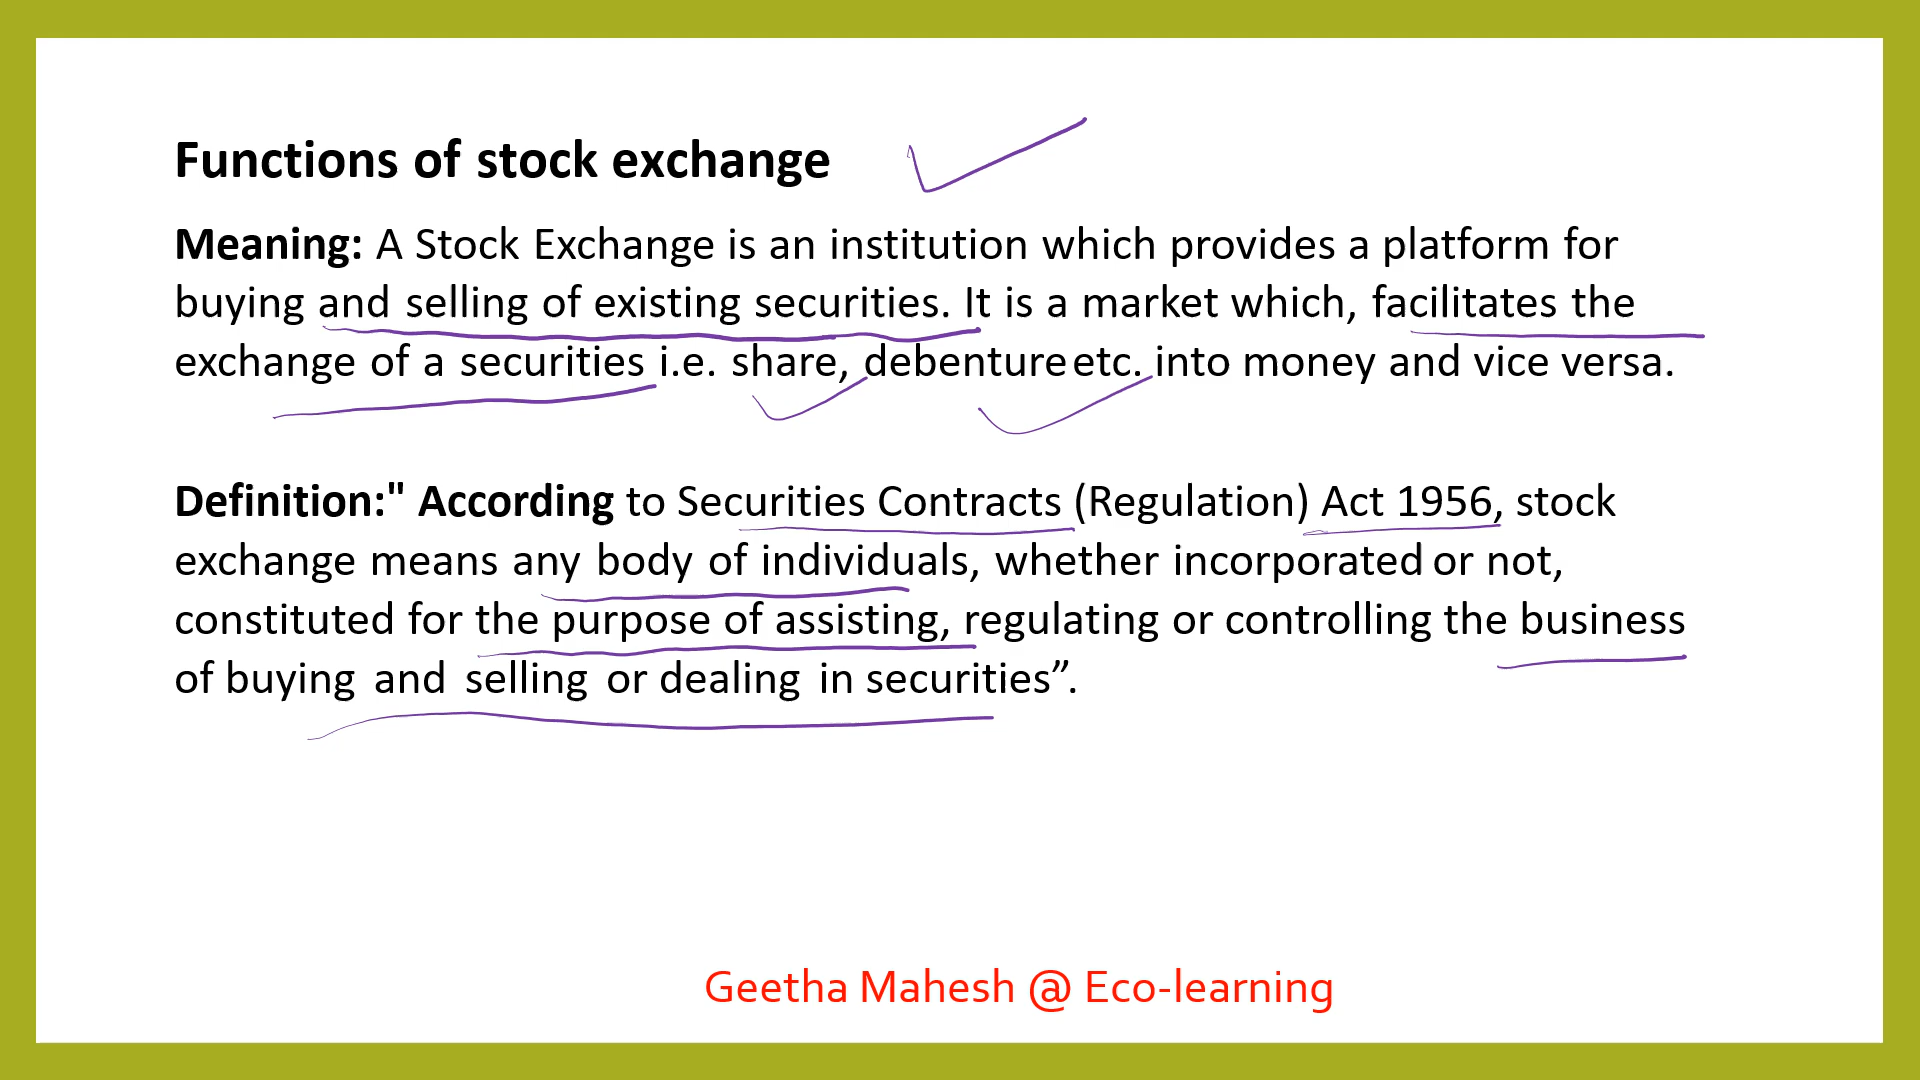 Functions of stock exchange
Meaning: A Stock Exchange is an institution which provides a platform for
buying and selling of existing securities. It is a market which, facilitates the
exchange of a securities i.e. share, debenture etc. into money and vice versa.
Definition:" According to Securities Contracts (Regulation) Act 1956, stock
exchange means any body of individuals, whether incorporated or not,
constituted for the purpose of assisting, regulating or controlling the business
of buying and selling or dealing in securities”.
Geetha Mahesh @ Eco-learning